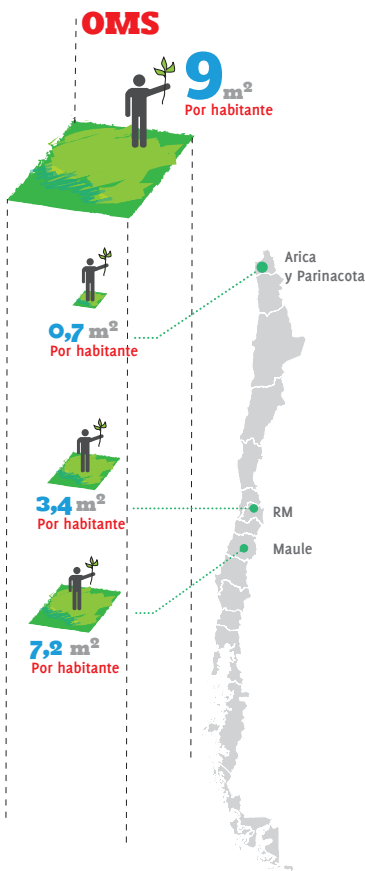 OMS
9 m²
Por habitante
Arica
y Parinacota
0,7 m²
Por habitante
3,4 m²
Por habitante
RM
Maule
7,2 m²
Por habitante